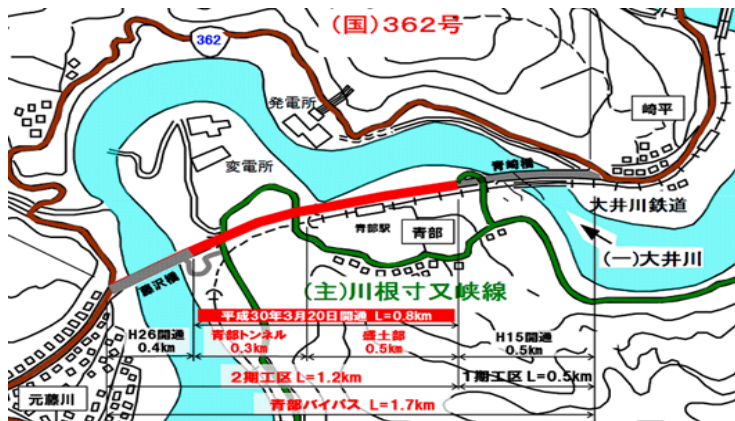 (国)362号
362
発電所
崎平
変電所
青崎橋
大井川鉄道
青部駅
青部
(一)大井川
(主)川根寸又峡線
平成30年3月20日開通 L=0.8km
H26開通
0.4km
青部トンネル
0.3km
盛土部
0.5km
H15開通
0.5km
2期工区 L=1.2km
1期工区 L=0.5km
元藤川
青部バイパス L=1.7km